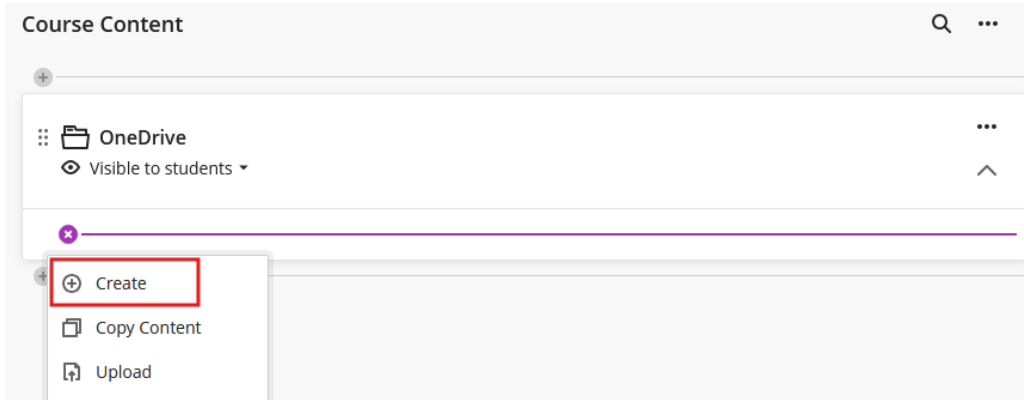 Course Content
OneDrive
Visible to students
Create
Copy Content
Upload